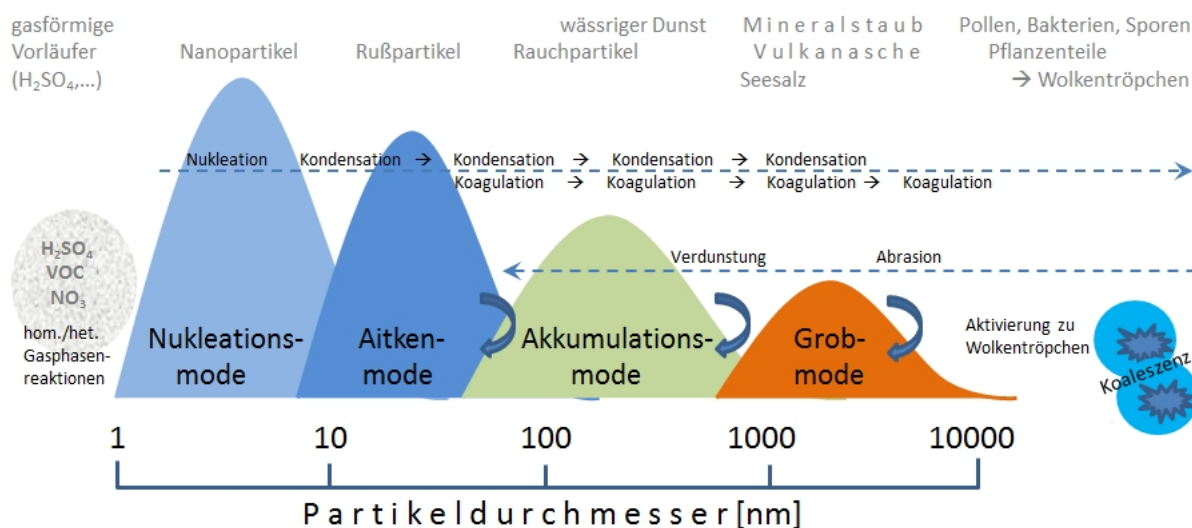 gasförmige
Vorläufer
(H₂SO₄,...)
Nanopartikel
Rußpartikel
wässriger Dunst
Rauchpartikel
Mineralstaub
Vulkanasche
Seesalz
Pollen, Bakterien, Sporen
Pflanzenteile
→ Wolkentröpchen
Nukleation Kondensation → Kondensation → Kondensation → Kondensation
Koagulation → Koagulation → Koagulation → Koagulation
Verdunstung Abrasion
H₂SO₄
VOC
NO₃
hom./het.
Gasphasen-
reaktionen
Nukleations-
mode
Aitken-
mode
Akkumulations-
mode
Grob-
mode
Aktivierung zu
Wolkentröpchen
Koaleszenz
1 10 100 1000 10000
Partikeldurchmesser [nm]